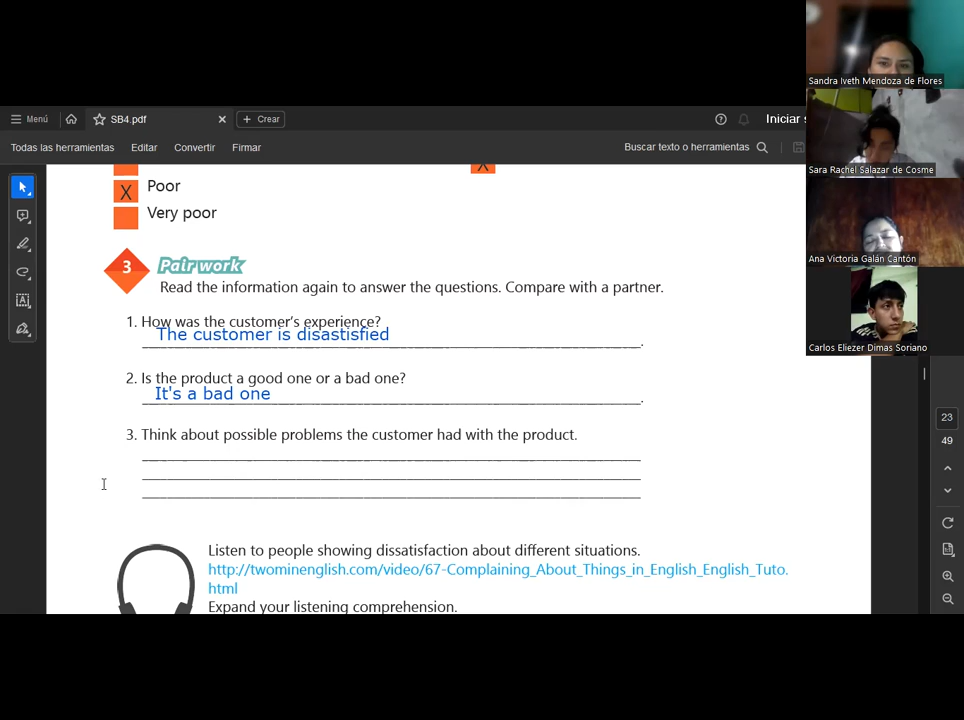 Sandra Iveth Mendoza de Flores
Menú
SB4.pdf
Crear
Iniciar s
Todas las herramientas
Editar
Convertir
Firmar
Buscar texto o herramientas
Sara Rachel Salazar de Cosme
X Poor
Very poor
X
Ana Victoria Galán Cantón
3 Pair work
Read the information again to answer the questions. Compare with a partner.
1. How was the customer's experience?
The customer is disastisfied
Carlos Eliezer Dimas Soriano
2. Is the product a good one or a bad one?
It's a bad one
3. Think about possible problems the customer had with the product.
23
49
Listen to people showing dissatisfaction about different situations.
http://twominenglish.com/video/67-Complaining_About_Things_in_English_English_Tuto.
html
Expand your listening comprehension.